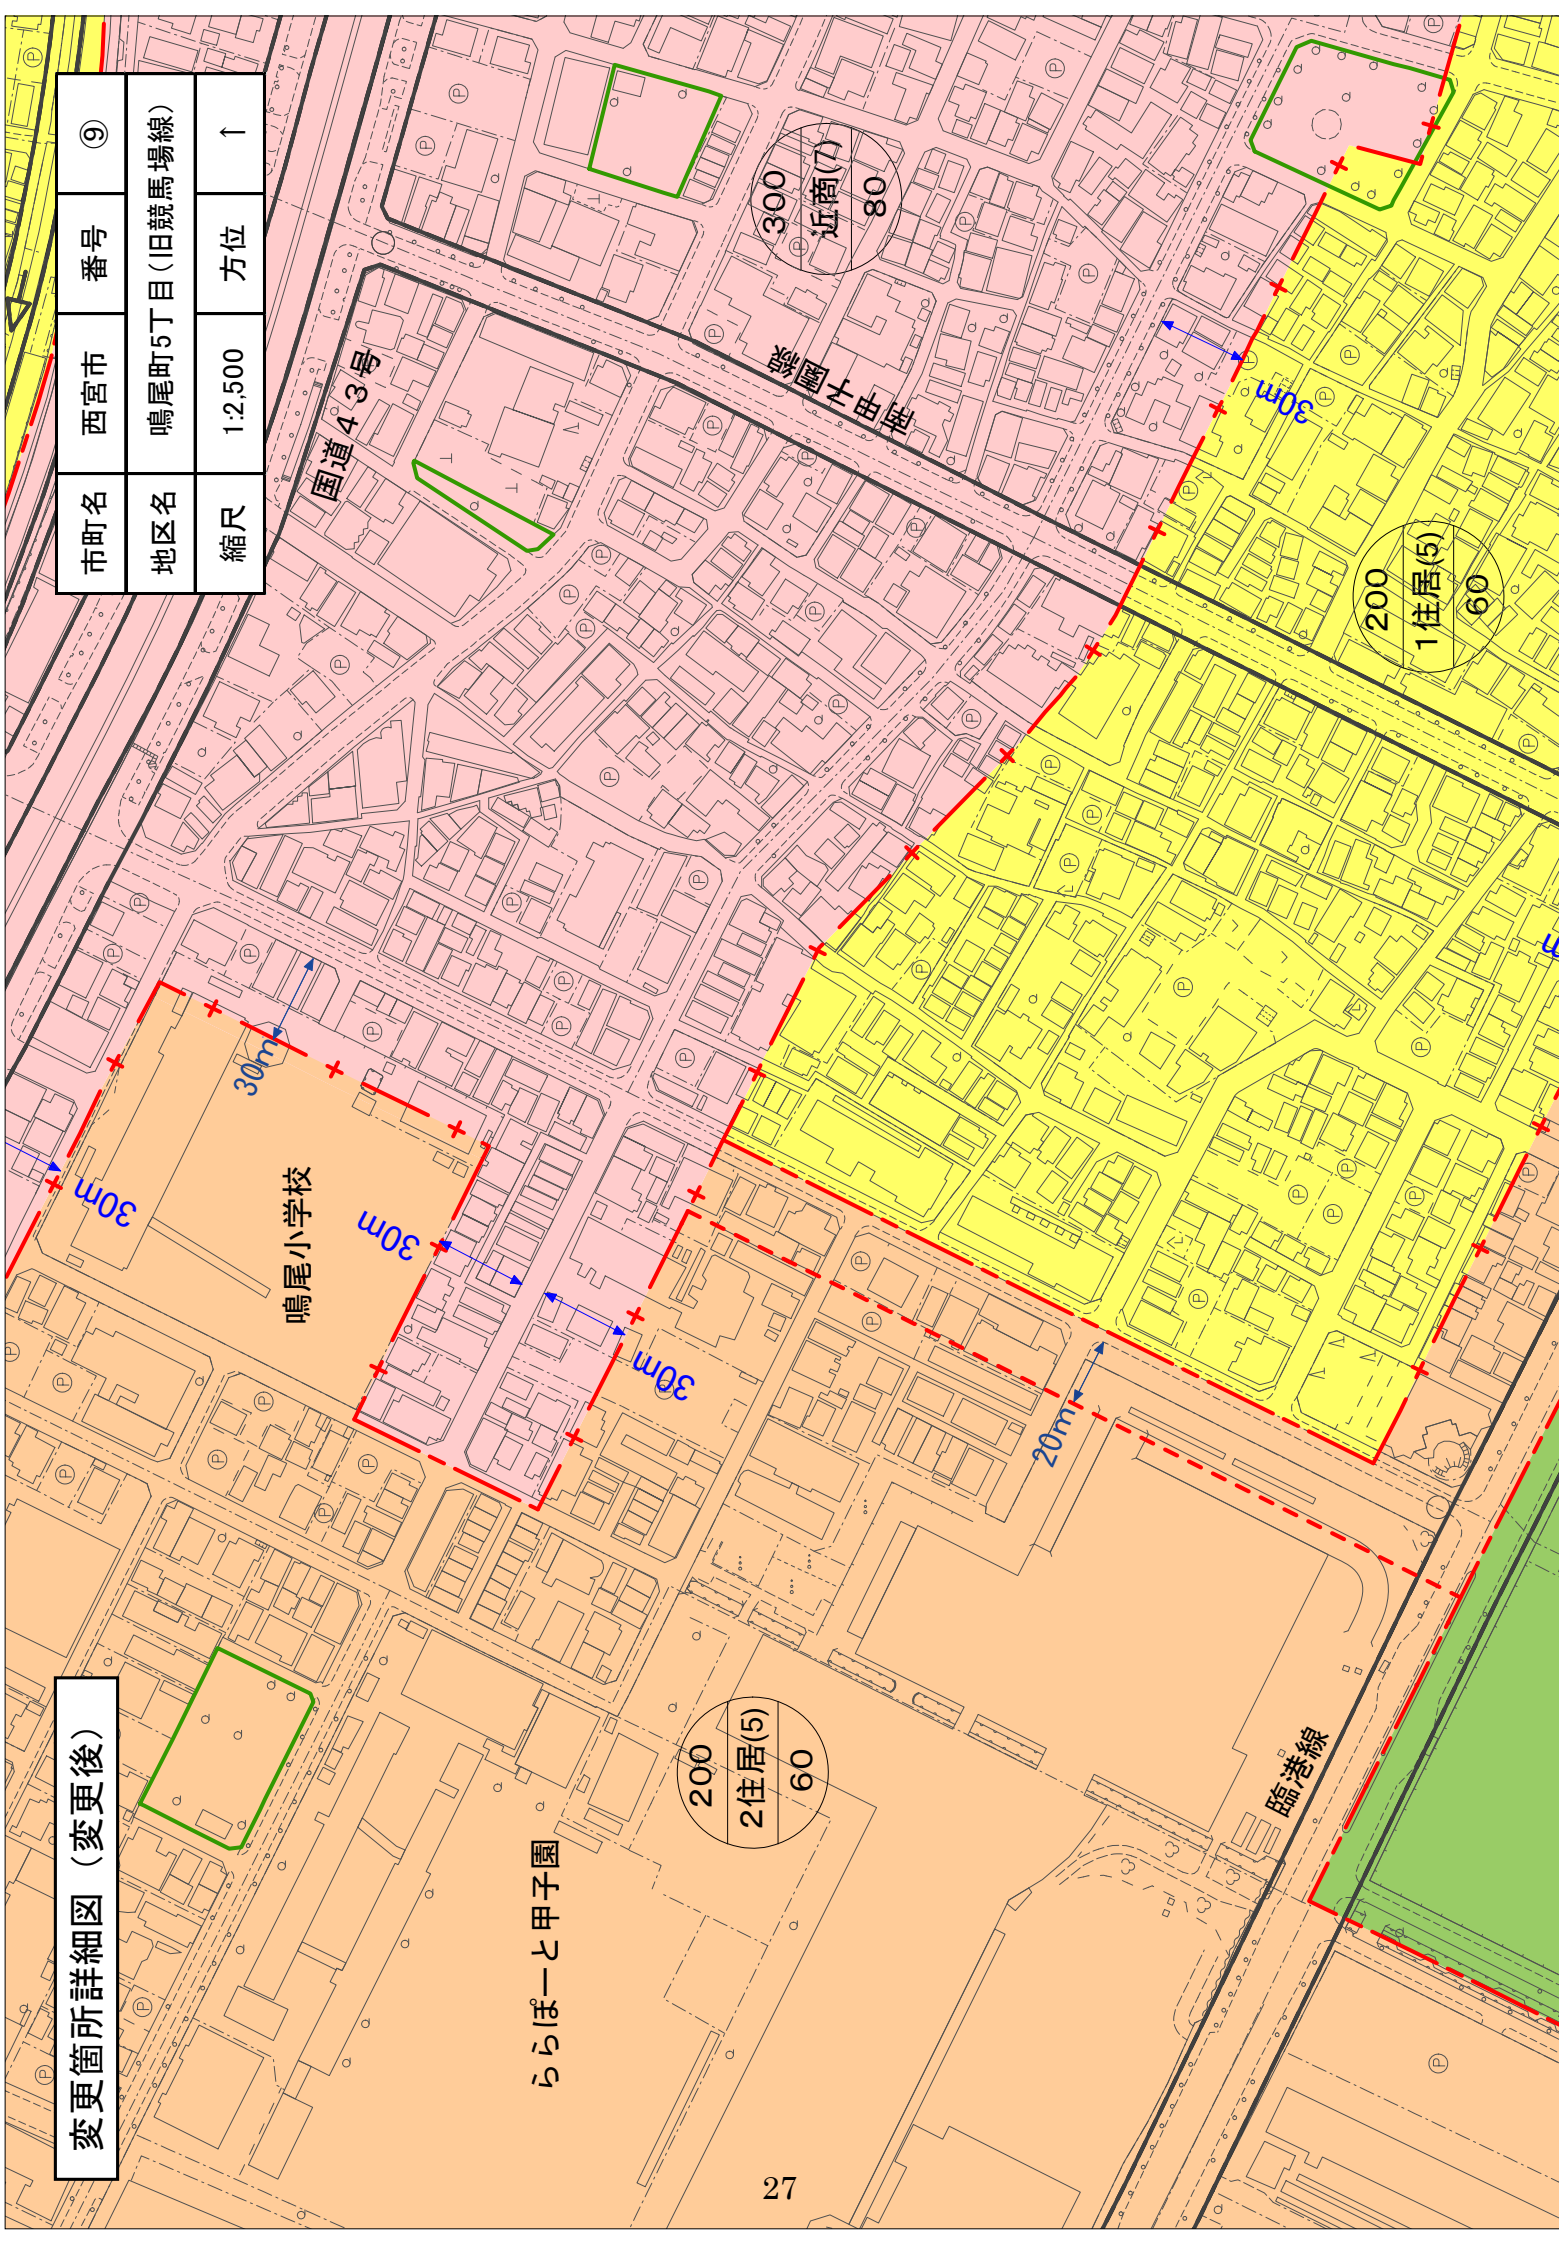 変更箇所詳細図（変更後）
市町名 西宮市 番号 ⑨
地区名 鳴尾町5丁目（旧競馬場線）
縮尺 1:2,500 方位 ↑
国道43号
南甲子園線
300
近商(7)
80
30m
30m
鳴尾小学校
30m
30m
30m
200
1住居(5)
60
20m
ららぽーと甲子園
200
2住居(5)
60
臨港線
27